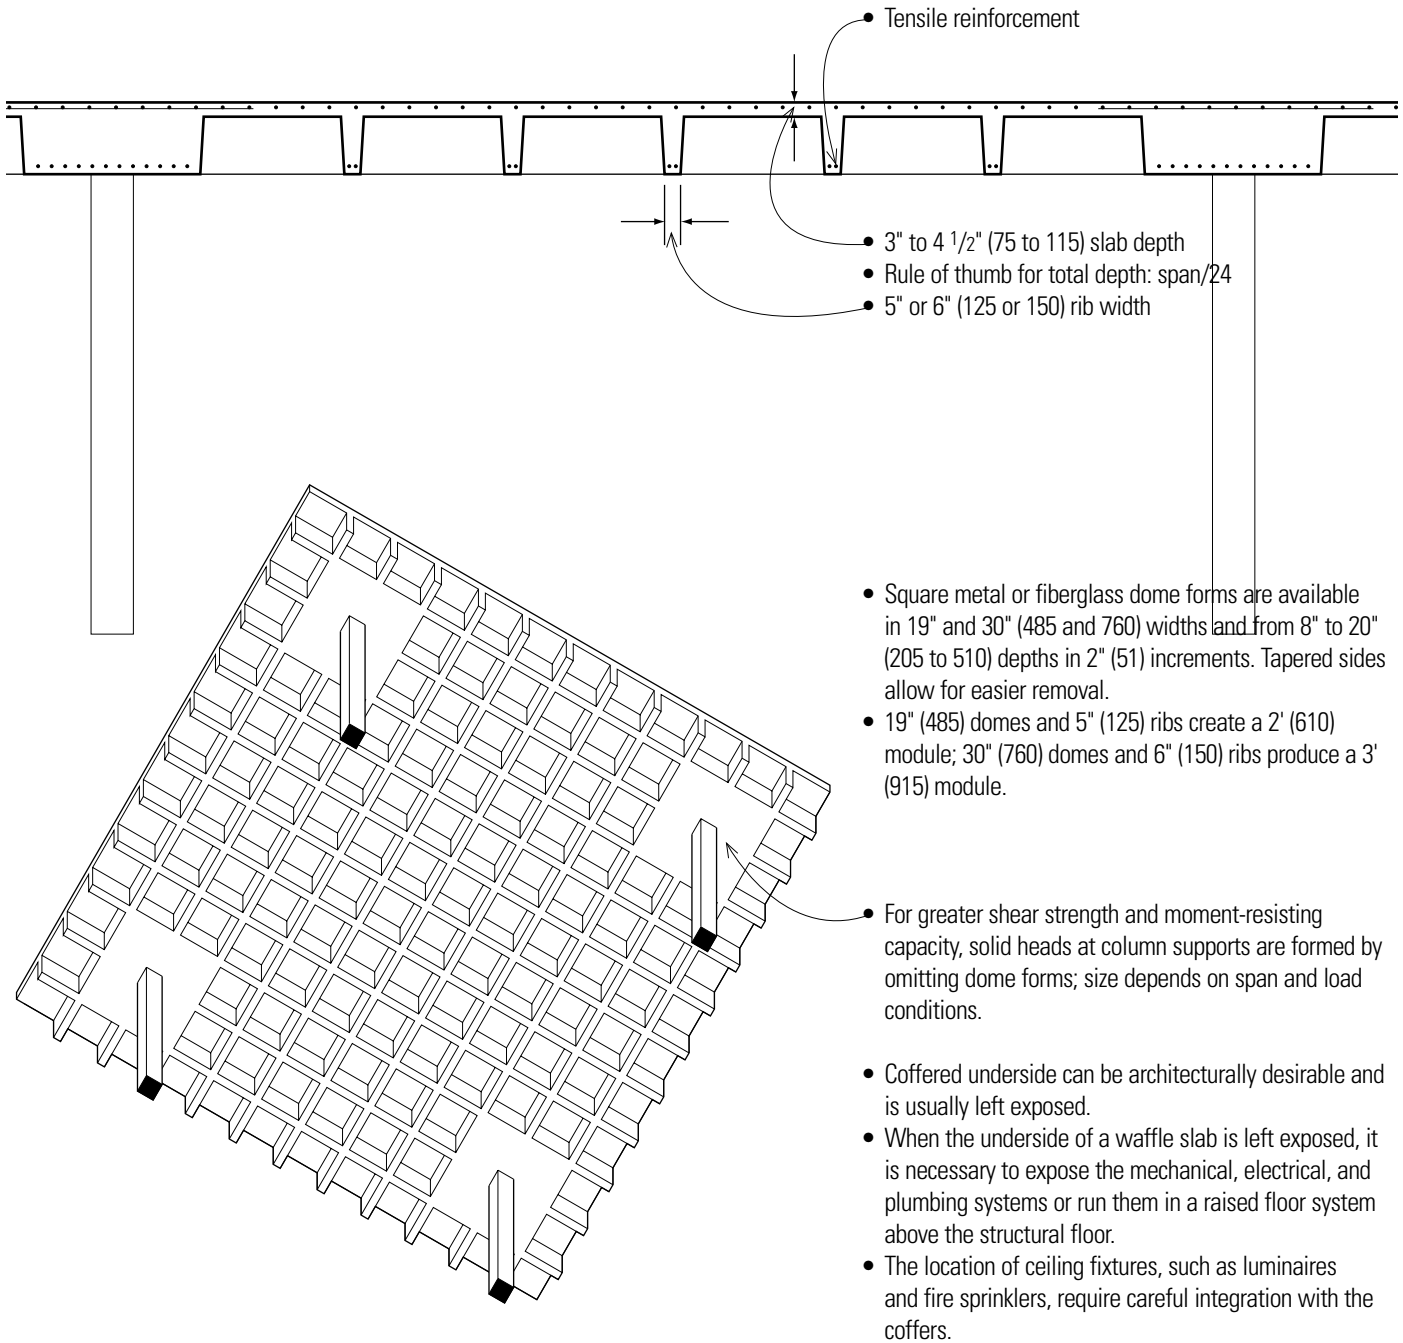 • Tensile reinforcement
• 3" to 4 1/2" (75 to 115) slab depth
• Rule of thumb for total depth: span/24
• 5" or 6" (125 or 150) rib width
• Square metal or fiberglass dome forms are available
in 19" and 30" (485 and 760) widths and from 8" to 20"
(205 to 510) depths in 2" (51) increments. Tapered sides
allow for easier removal.
• 19" (485) domes and 5" (125) ribs create a 2' (610)
module; 30" (760) domes and 6" (150) ribs produce a 3'
(915) module.
• For greater shear strength and moment-resisting
capacity, solid heads at column supports are formed by
omitting dome forms; size depends on span and load
conditions.
• Coffered underside can be architecturally desirable and
is usually left exposed.
• When the underside of a waffle slab is left exposed, it
is necessary to expose the mechanical, electrical, and
plumbing systems or run them in a raised floor system
above the structural floor.
• The location of ceiling fixtures, such as luminaires
and fire sprinklers, require careful integration with the
coffers.